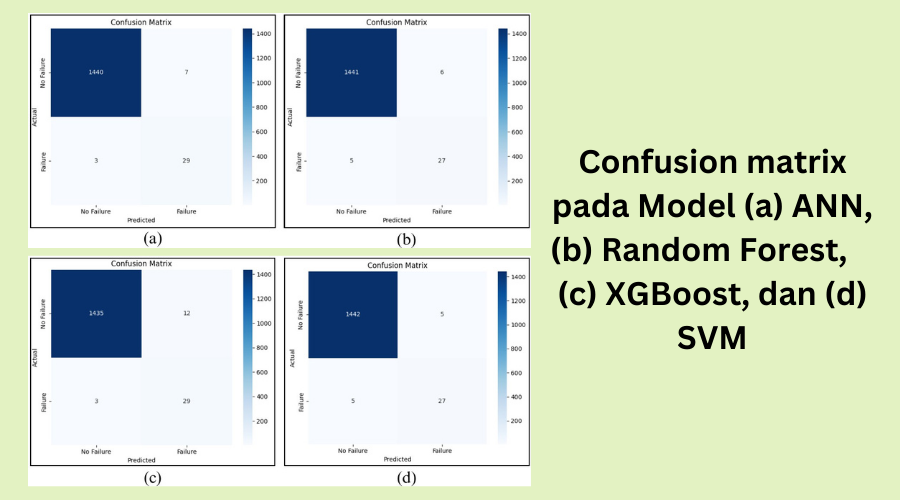 Confusion Matrix
1440
7
3
29
No Failure
Failure
Actual
No Failure
Failure
Predicted
1400
1200
1000
800
600
400
200
(a)
Confusion Matrix
1441
6
5
27
No Failure
Failure
Actual
No Failure
Failure
Predicted
1400
1200
1000
800
600
400
200
(b)
Confusion Matrix
1435
12
3
29
No Failure
Failure
Actual
No Failure
Failure
Predicted
1400
1200
1000
800
600
400
200
(c)
Confusion Matrix
1442
5
5
27
No Failure
Failure
Actual
No Failure
Failure
Predicted
1400
1200
1000
800
600
400
200
(d)
Confusion matrix
pada Model (a) ANN,
(b) Random Forest,
(c) XGBoost, dan (d)
SVM